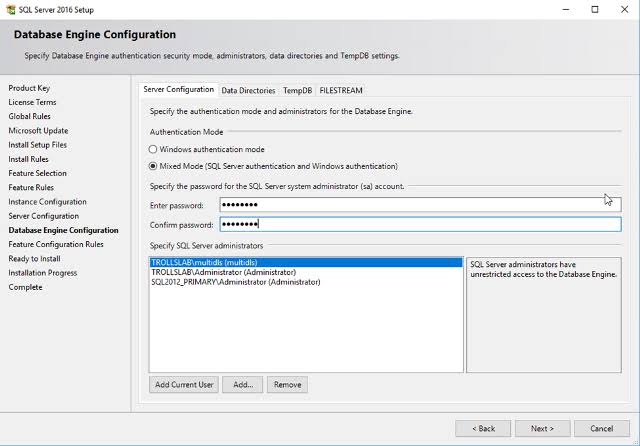 SQL Server 2016 Setup
Database Engine Configuration
Specify Database Engine authentication security mode, administrators, data directories and TempDB settings.
Product Key
License Terms
Global Rules
Microsoft Update
Install Setup Files
Install Rules
Feature Selection
Feature Rules
Instance Configuration
Server Configuration
Database Engine Configuration
Feature Configuration Rules
Ready to Install
Installation Progress
Complete
Server Configuration Data Directories TempDB FILESTREAM
Specify the authentication mode and administrators for the Database Engine.
Authentication Mode
Windows authentication mode
Mixed Mode (SQL Server authentication and Windows authentication)
Specify the password for the SQL Server system administrator (sa) account.
Enter password: ●●●●●●●●
Confirm password: ●●●●●●●●
Specify SQL Server administrators
TROLLSLAB\multidls (multidls)
TROLLSLAB\Administrator (Administrator)
SQL2012_PRIMARY\Administrator (Administrator)
SQL Server administrators have
unrestricted access to the Database Engine.
Add Current User Add... Remove
< Back Next > Cancel